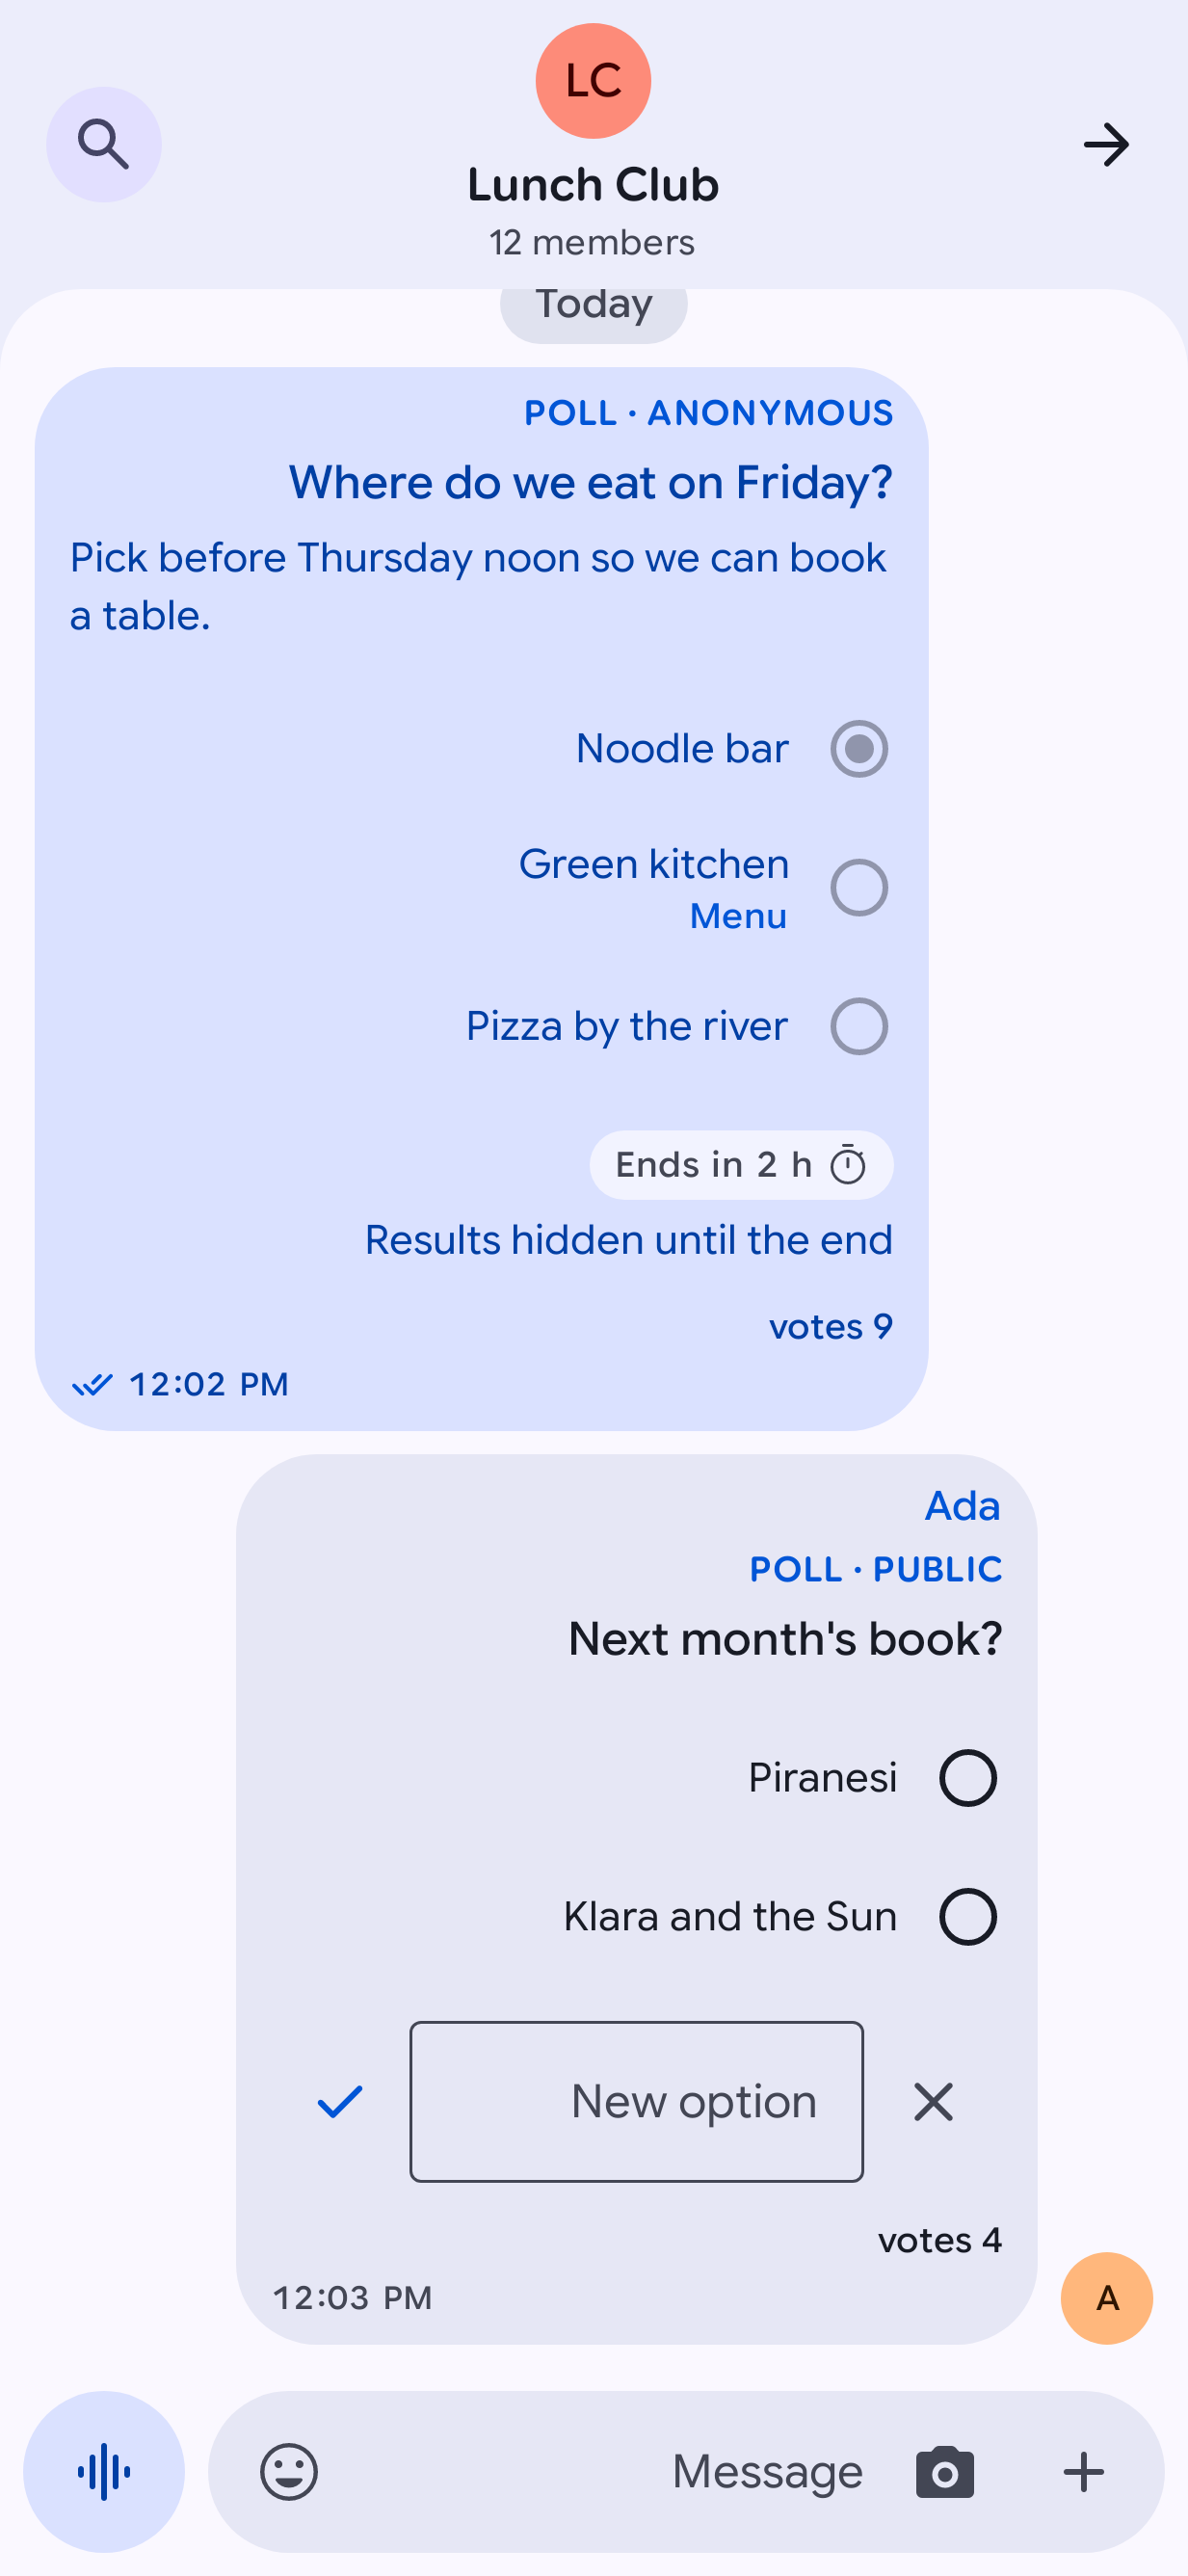 LC
Lunch Club
12 members
Today
POLL · ANONYMOUS
Where do we eat on Friday?
Pick before Thursday noon so we can book
a table.
Noodle bar
Green kitchen
Menu
Pizza by the river
Ends in 2 h
Results hidden until the end
votes 9
12:02 PM
Ada
POLL · PUBLIC
Next month's book?
Piranesi
Klara and the Sun
New option
votes 4
12:03 PM
A
Message